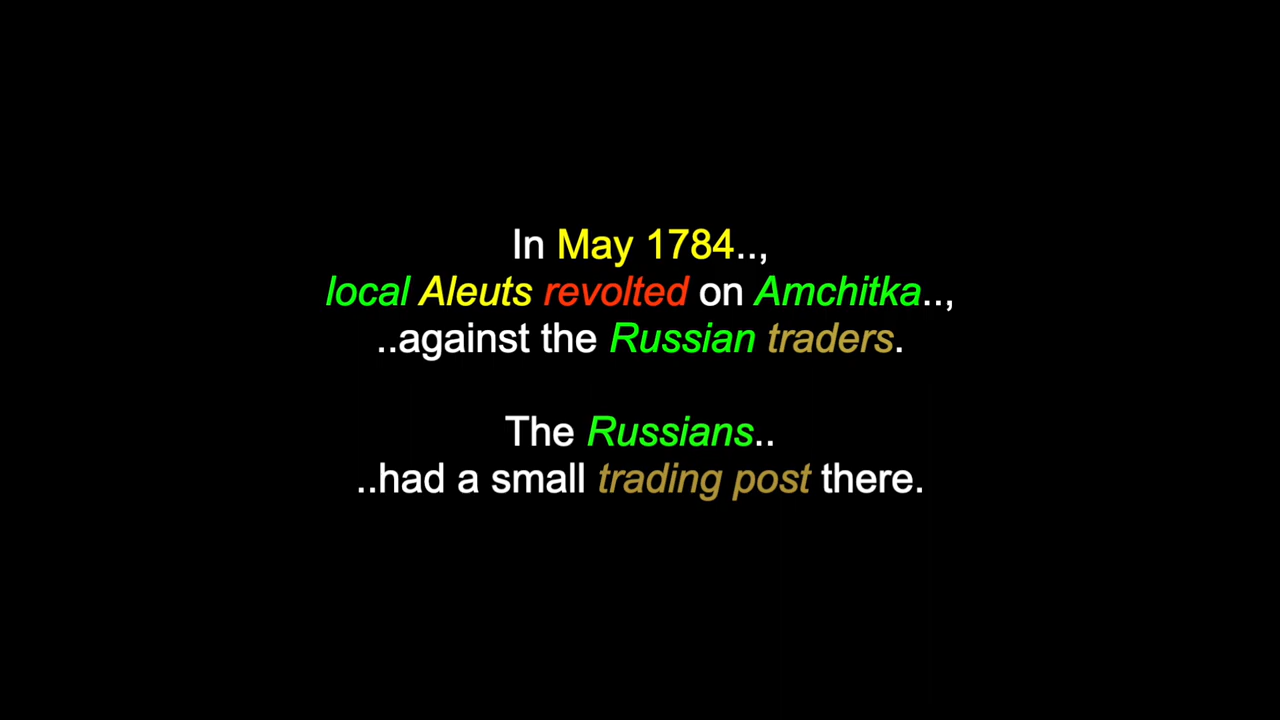 In May 1784..,
local Aleuts revolted on Amchitka..,
..against the Russian traders.
The Russians..
..had a small trading post there.